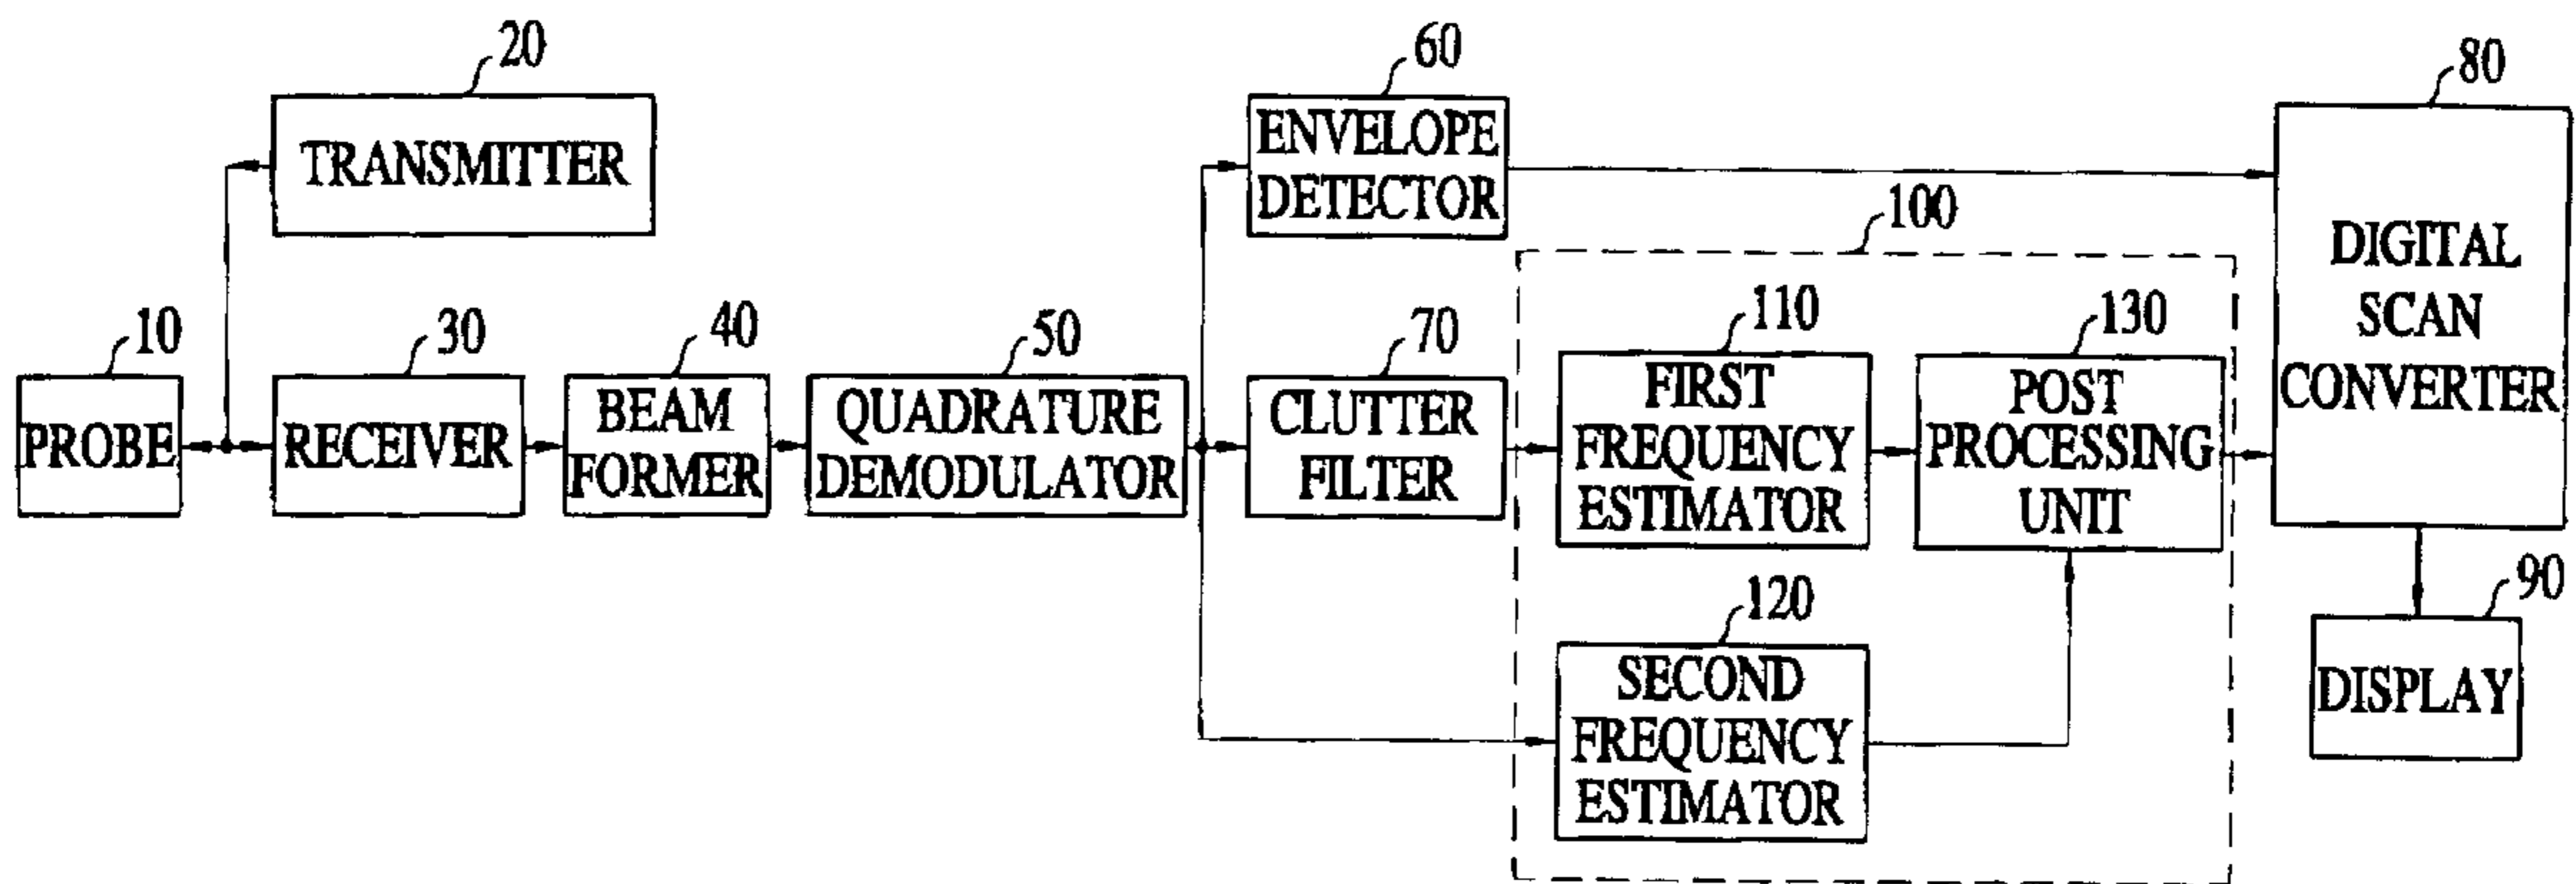 20
TRANSMITTER
60
ENVELOPE
DETECTOR
80
DIGITAL
SCAN
CONVERTER
100
10
PROBE
30
RECEIVER
40
BEAM
FORMER
50
QUADRATURE
DEMODULATOR
70
CLUTTER
FILTER
110
FIRST
FREQUENCY
ESTIMATOR
130
POST
PROCESSING
UNIT
120
SECOND
FREQUENCY
ESTIMATOR
90
DISPLAY